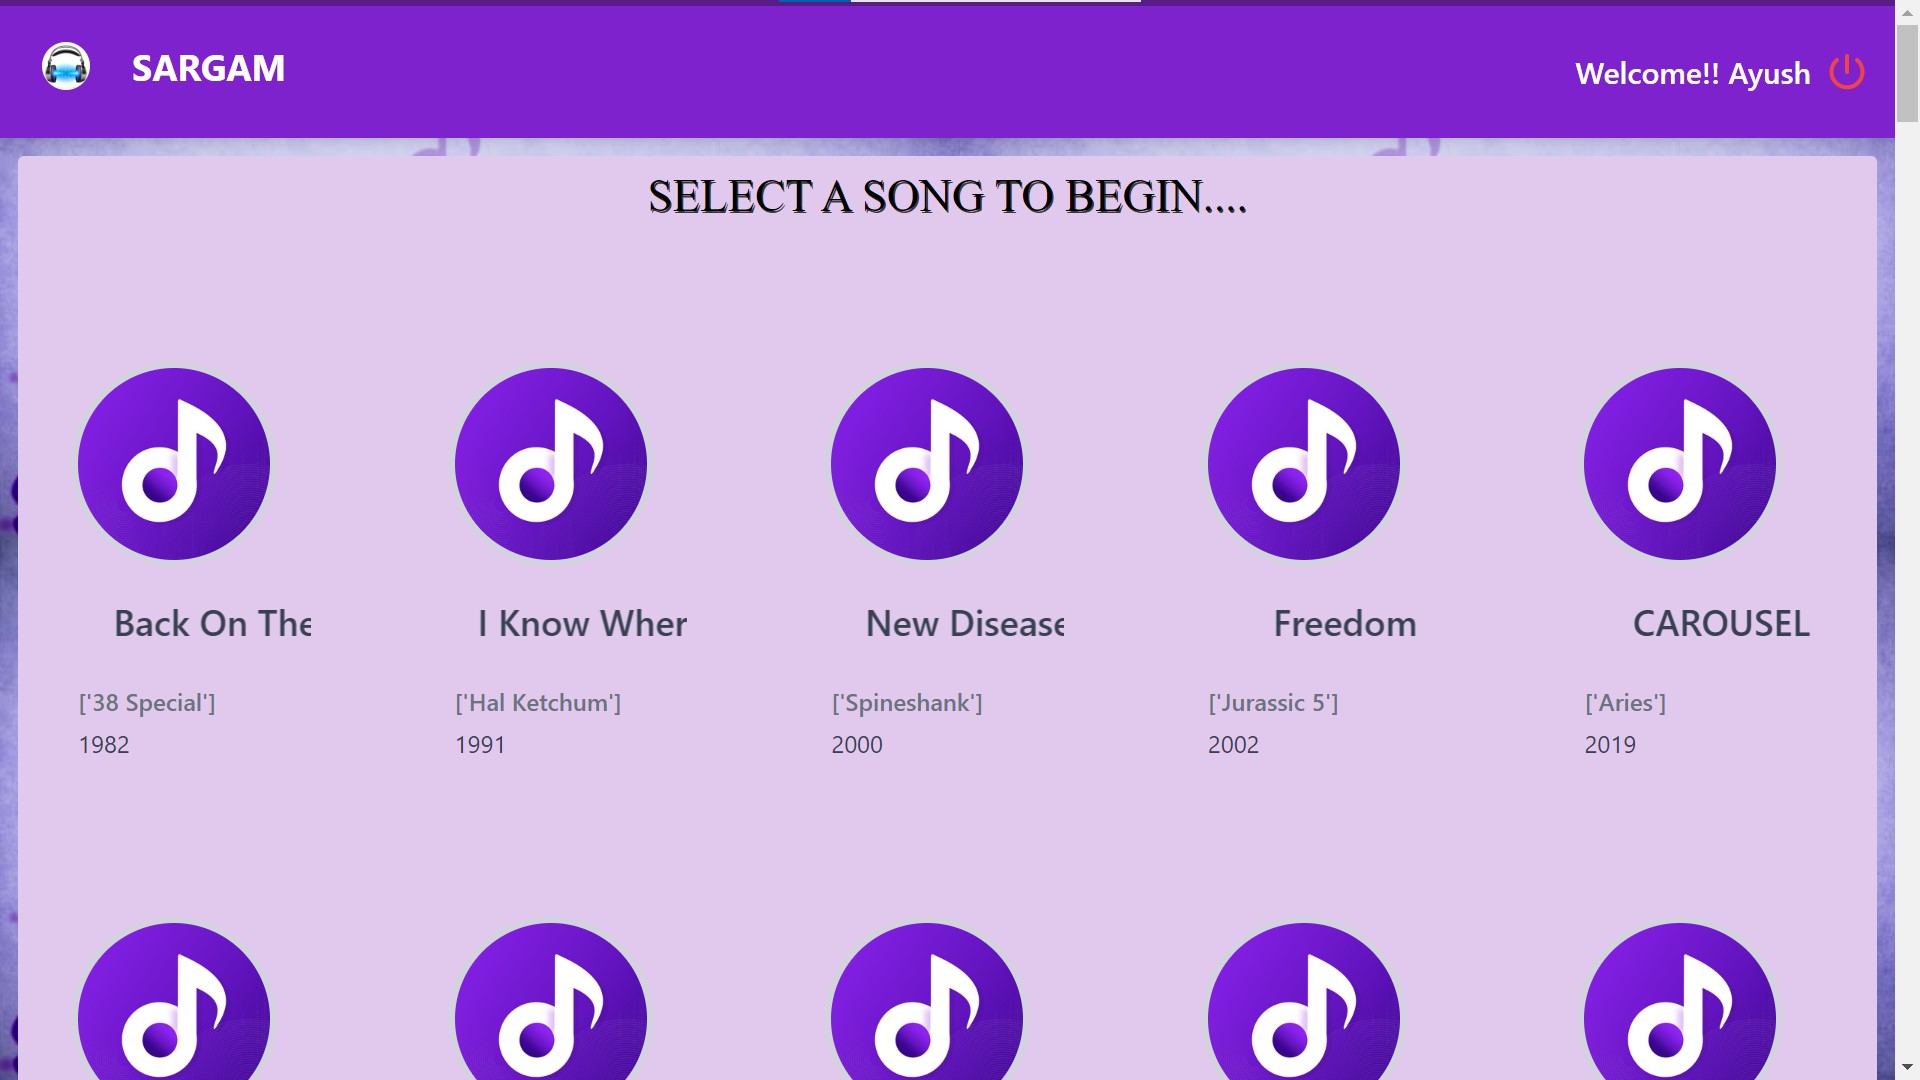 SARGAM
Welcome!! Ayush
SELECT A SONG TO BEGIN....
Back On The
I Know Wher
New Disease
Freedom
CAROUSEL
['38 Special']
['Hal Ketchum']
['Spineshank']
['Jurassic 5']
['Aries']
1982
1991
2000
2002
2019